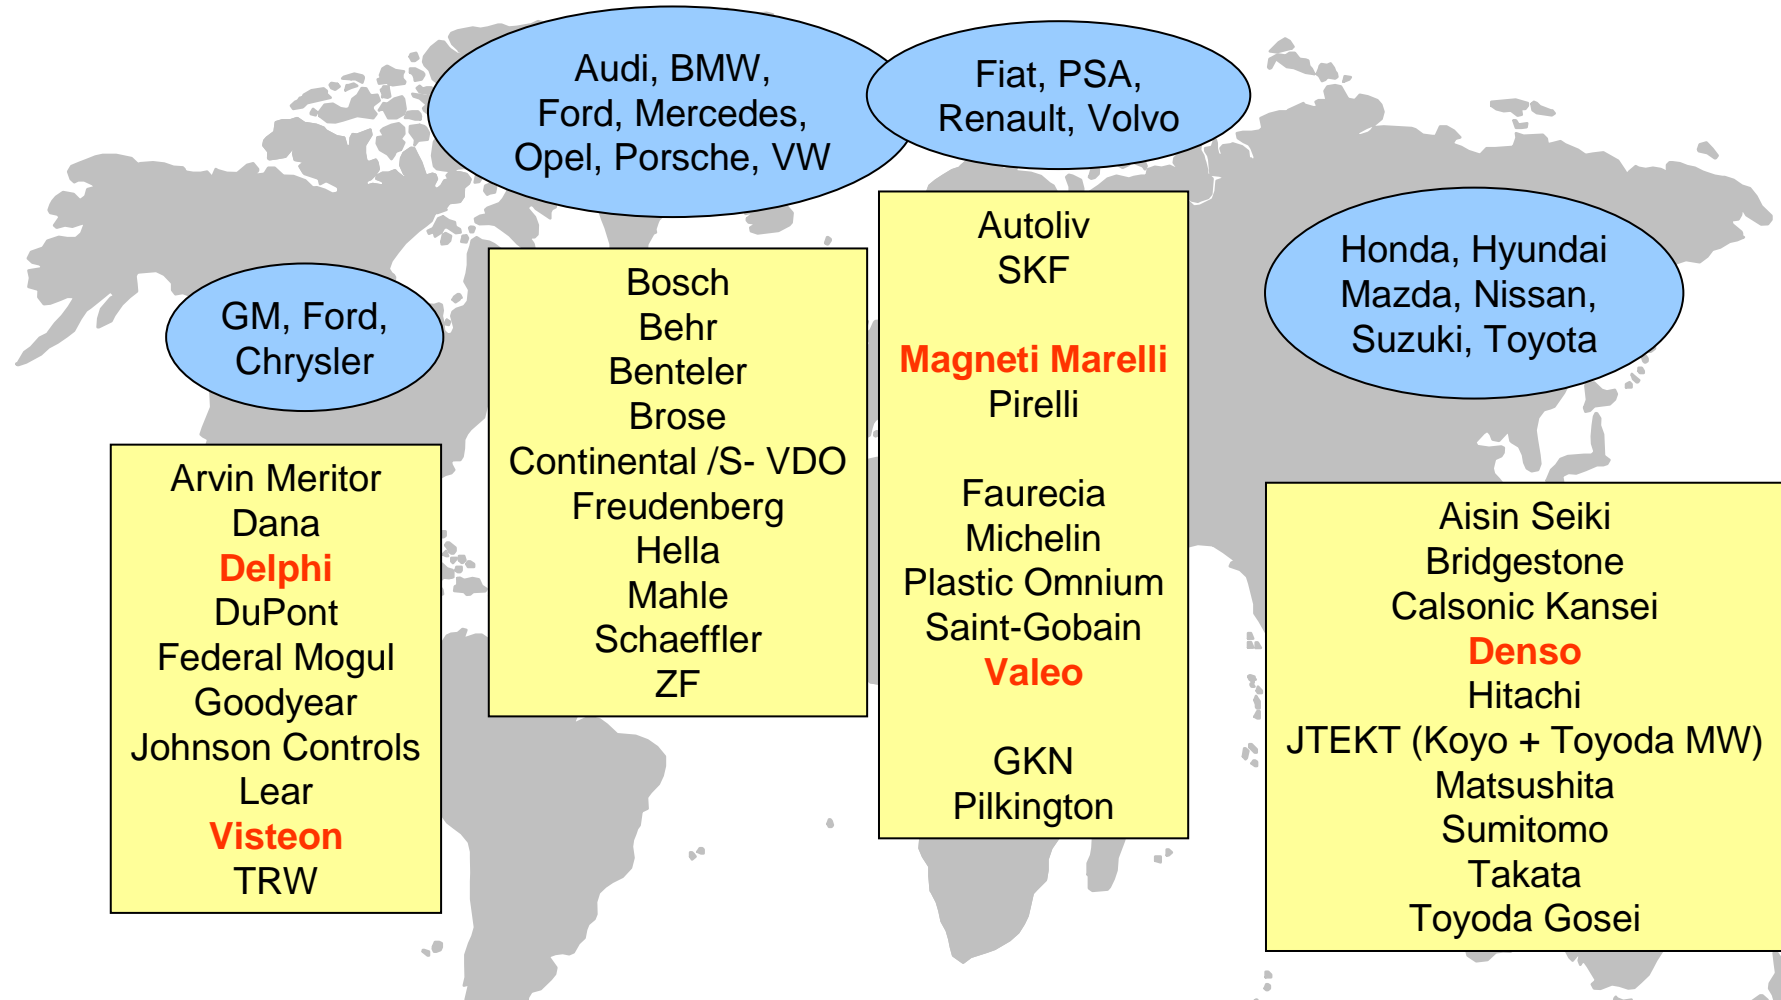 Audi, BMW,
Ford, Mercedes,
Opel, Porsche, VW
Fiat, PSA,
Renault, Volvo
Honda, Hyundai
Mazda, Nissan,
Suzuki, Toyota
GM, Ford,
Chrysler
Arvin Meritor
Dana
Delphi
DuPont
Federal Mogul
Goodyear
Johnson Controls
Lear
Visteon
TRW
Bosch
Behr
Benteler
Brose
Continental /S- VDO
Freudenberg
Hella
Mahle
Schaeffler
ZF
Autoliv
SKF
Magneti Marelli
Pirelli
Faurecia
Michelin
Plastic Omnium
Saint-Gobain
Valeo
GKN
Pilkington
Aisin Seiki
Bridgestone
Calsonic Kansei
Denso
Hitachi
JTEKT (Koyo + Toyoda MW)
Matsushita
Sumitomo
Takata
Toyoda Gosei